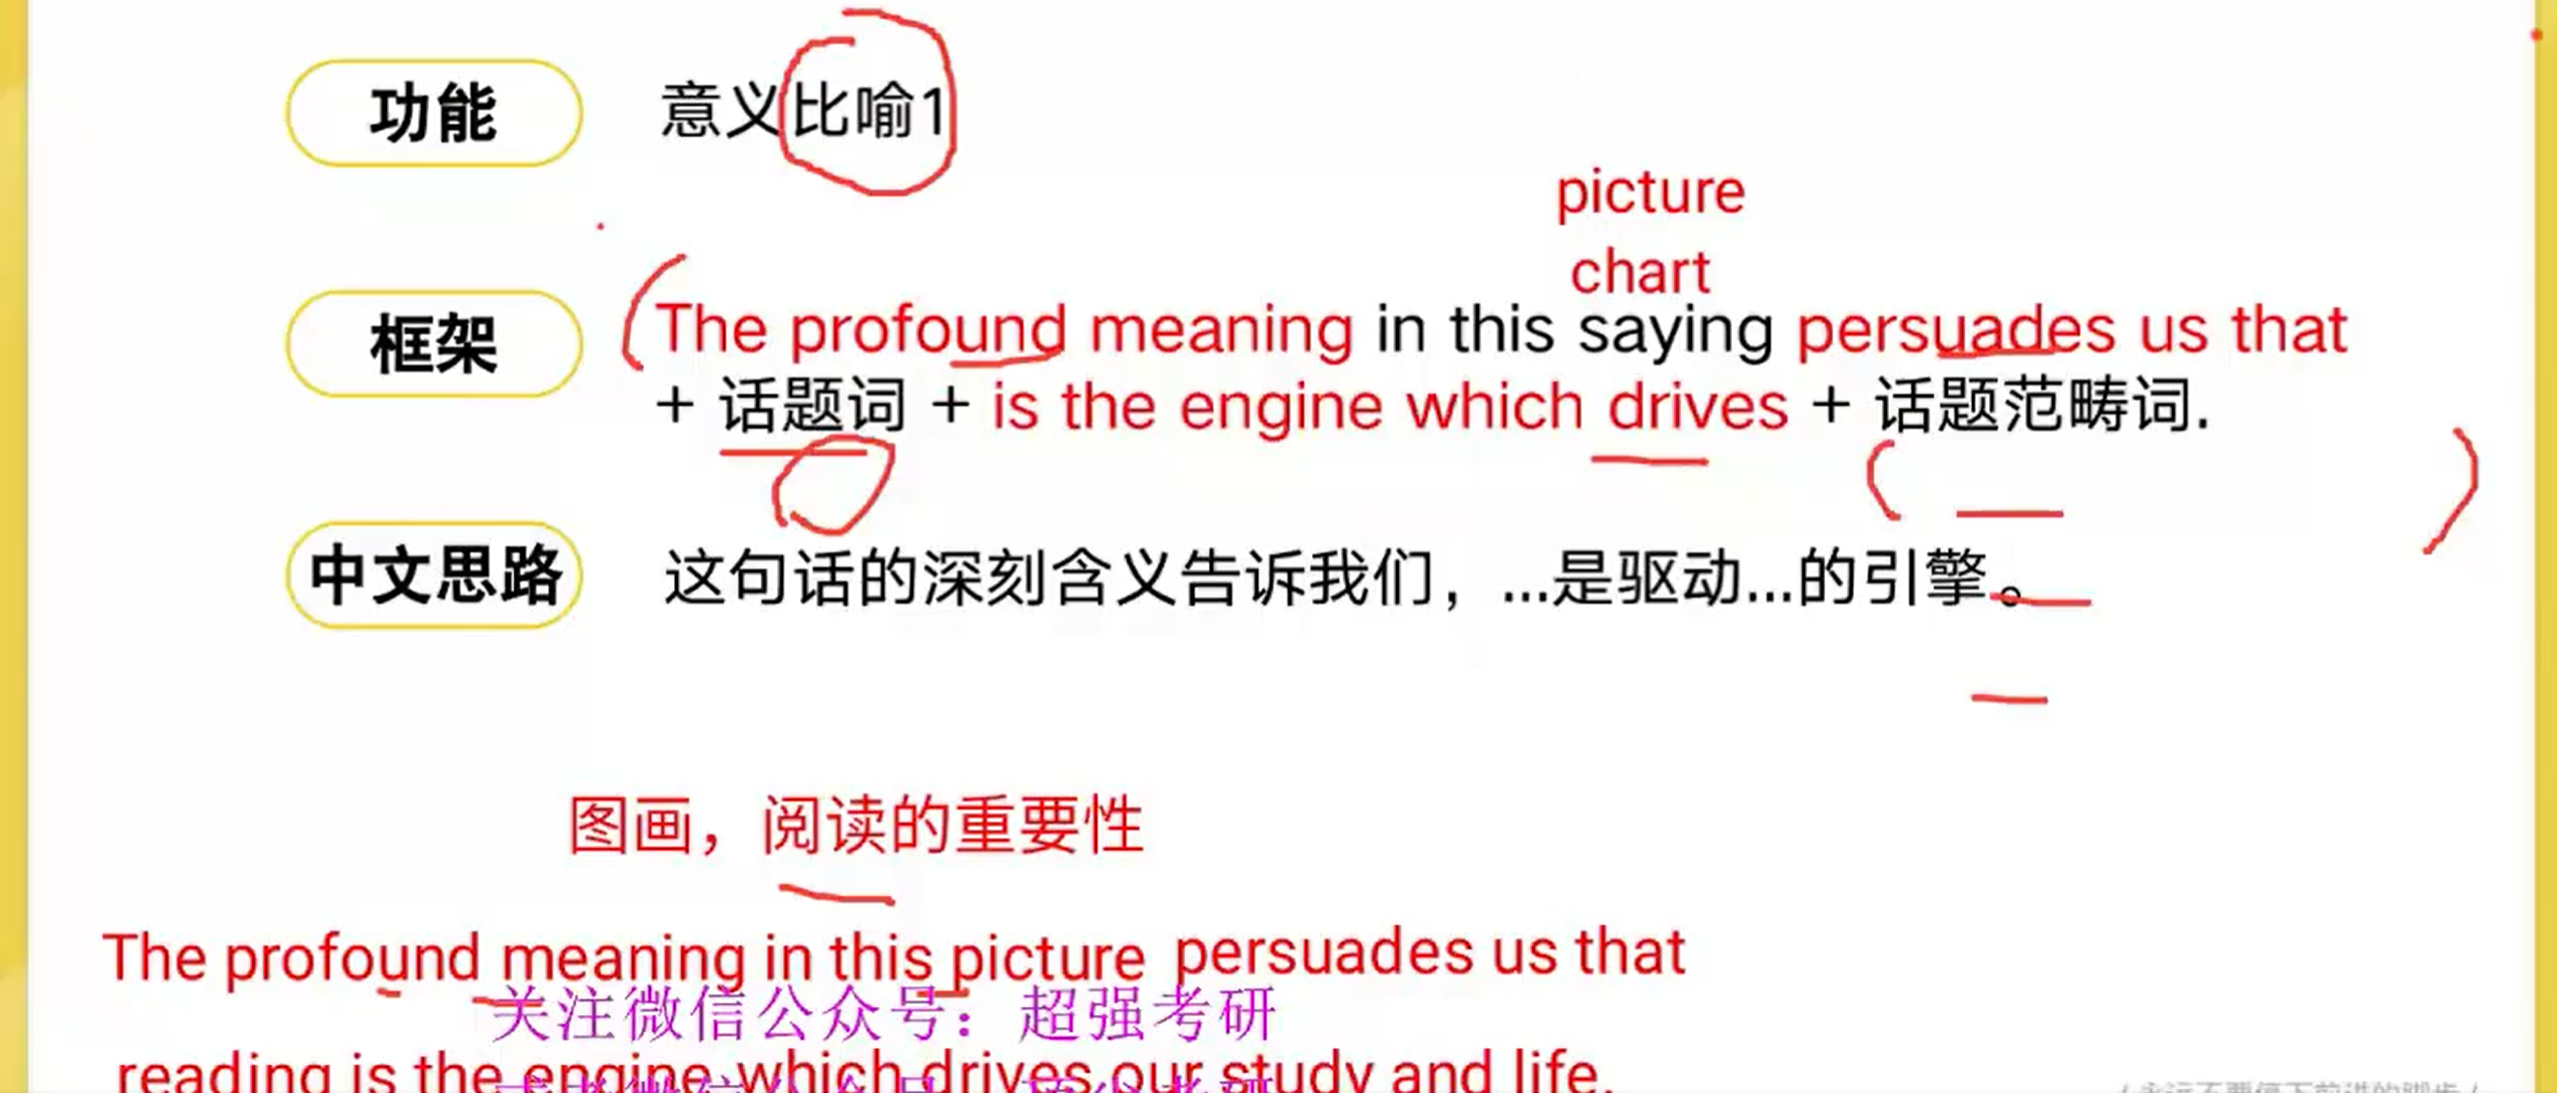 功能
意义比喻1
picture
chart
框架
The profound meaning in this saying persuades us that
+ 话题词 + is the engine which drives + 话题范畴词.
中文思路
这句话的深刻含义告诉我们，...是驱动...的引擎。
图画，阅读的重要性
The profound meaning in this picture persuades us that
关注微信公众号：超强考研
reading is the engine which drives our study and life.